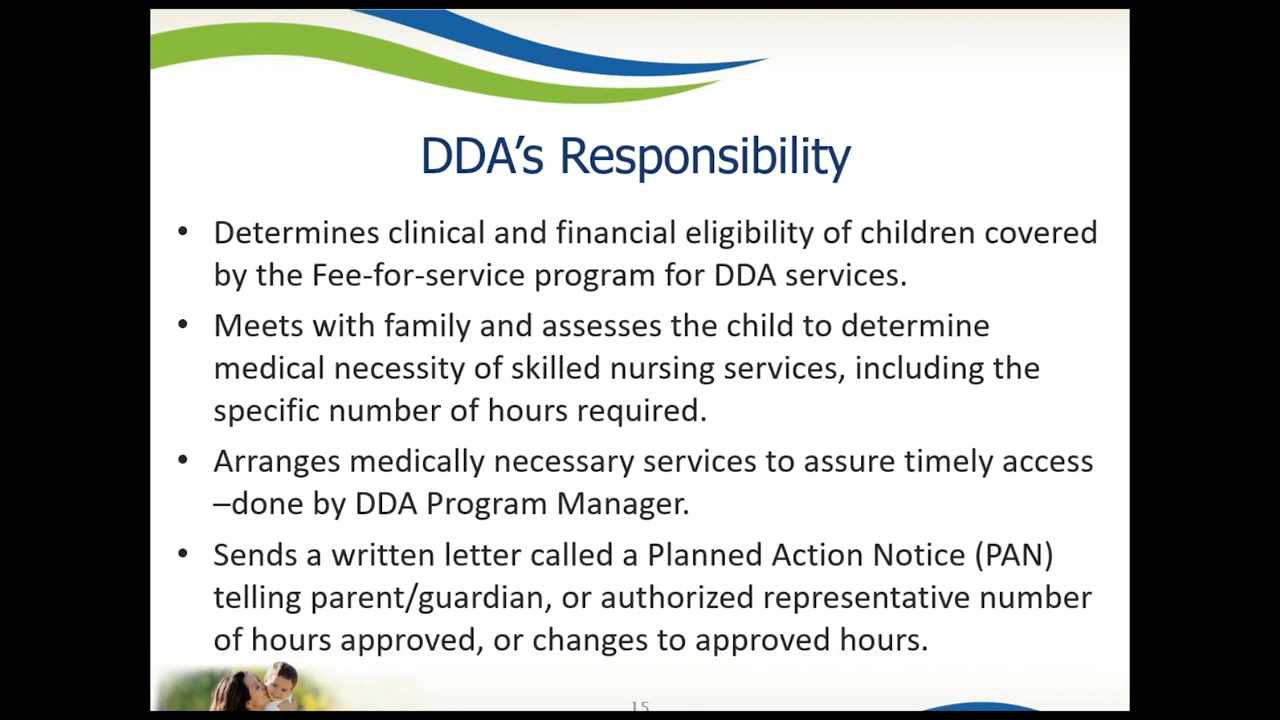 DDA’s Responsibility
• Determines clinical and financial eligibility of children covered
by the Fee-for-service program for DDA services.
• Meets with family and assesses the child to determine
medical necessity of skilled nursing services, including the
specific number of hours required.
• Arranges medically necessary services to assure timely access
–done by DDA Program Manager.
• Sends a written letter called a Planned Action Notice (PAN)
telling parent/guardian, or authorized representative number
of hours approved, or changes to approved hours.
15